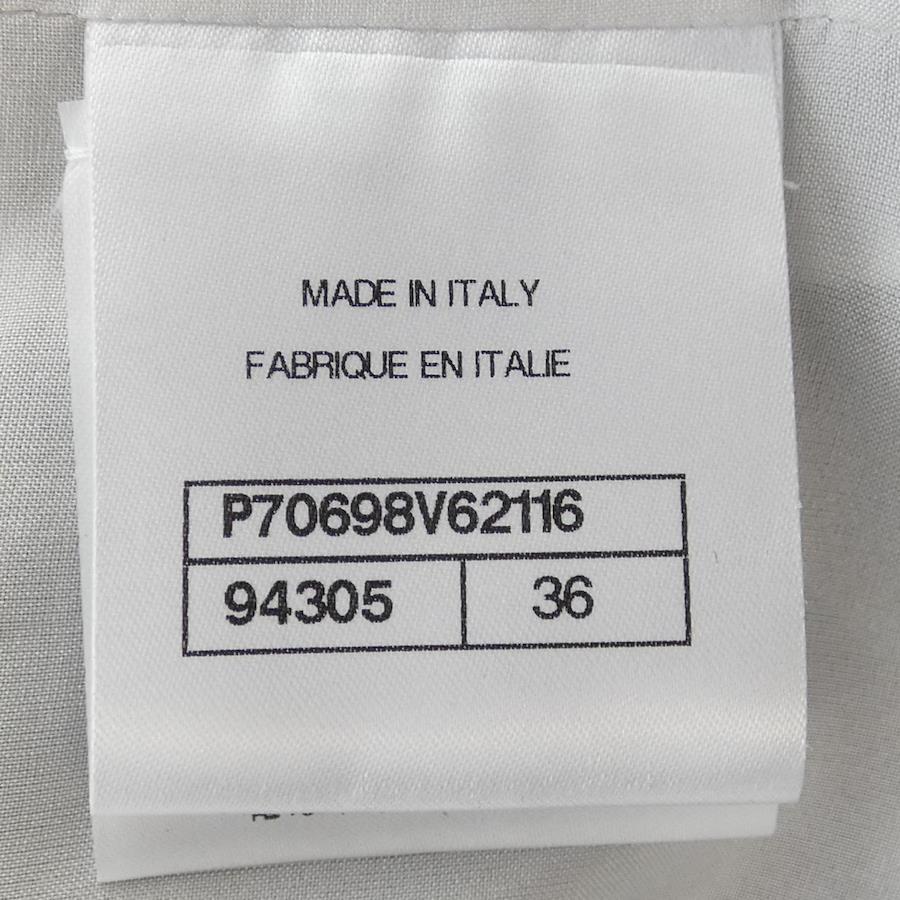 MADE IN ITALY
FABRIQUE EN ITALIE
P70698V62116
94305 36